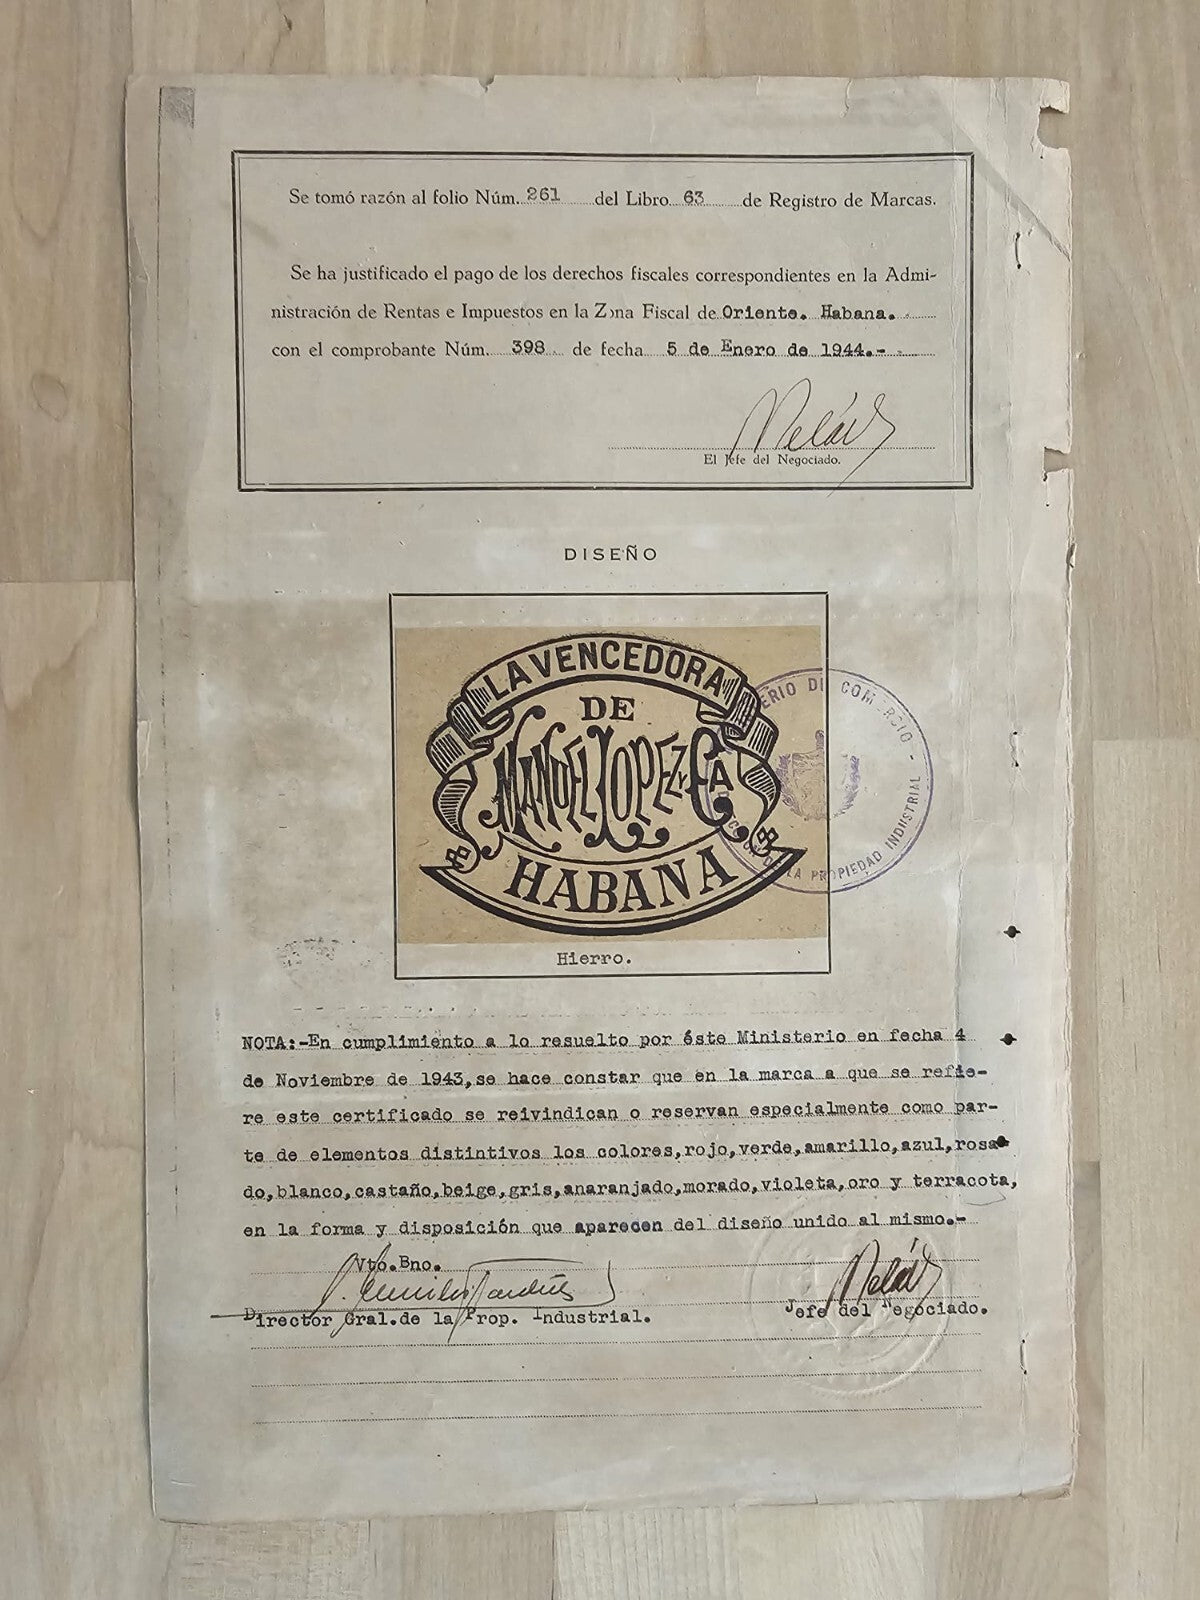 Se tomó razón al folio Núm. 261 del Libro 63 de Registro de Marcas.
Se ha justificado el pago de los derechos fiscales correspondientes en la Admi-
nistración de Rentas e Impuestos en la Zona Fiscal de Oriente. Habana.
con el comprobante Núm. 398 de fecha 5 de Enero de 1944.-
El Jefe del Negociado.
DISEÑO
LA VENCEDORA
DE
MANUEL LOPEZ Y CA
HABANA
ERIO DE COMERCIO - 
DE LA PROPIEDAD INDUSTRIAL -
Hierro.
NOTA:-En cumplimiento a lo resuelto por éste Ministerio en fecha 4
de Noviembre de 1943,se hace constar que en la marca a que se refie-
re este certificado se reivindican o reservan especialmente como par-
te de elementos distintivos los colores,rojo,verde,amarillo,azul,rosa-
do,blanco,castaño,beige,gris,anaranjado,morado,violeta,oro y terracota,
en la forma y disposición que aparecen del diseño unido al mismo.-
Vto.Bno.
Director Gral.de la Prop. Industrial.
Jefe del Negociado.